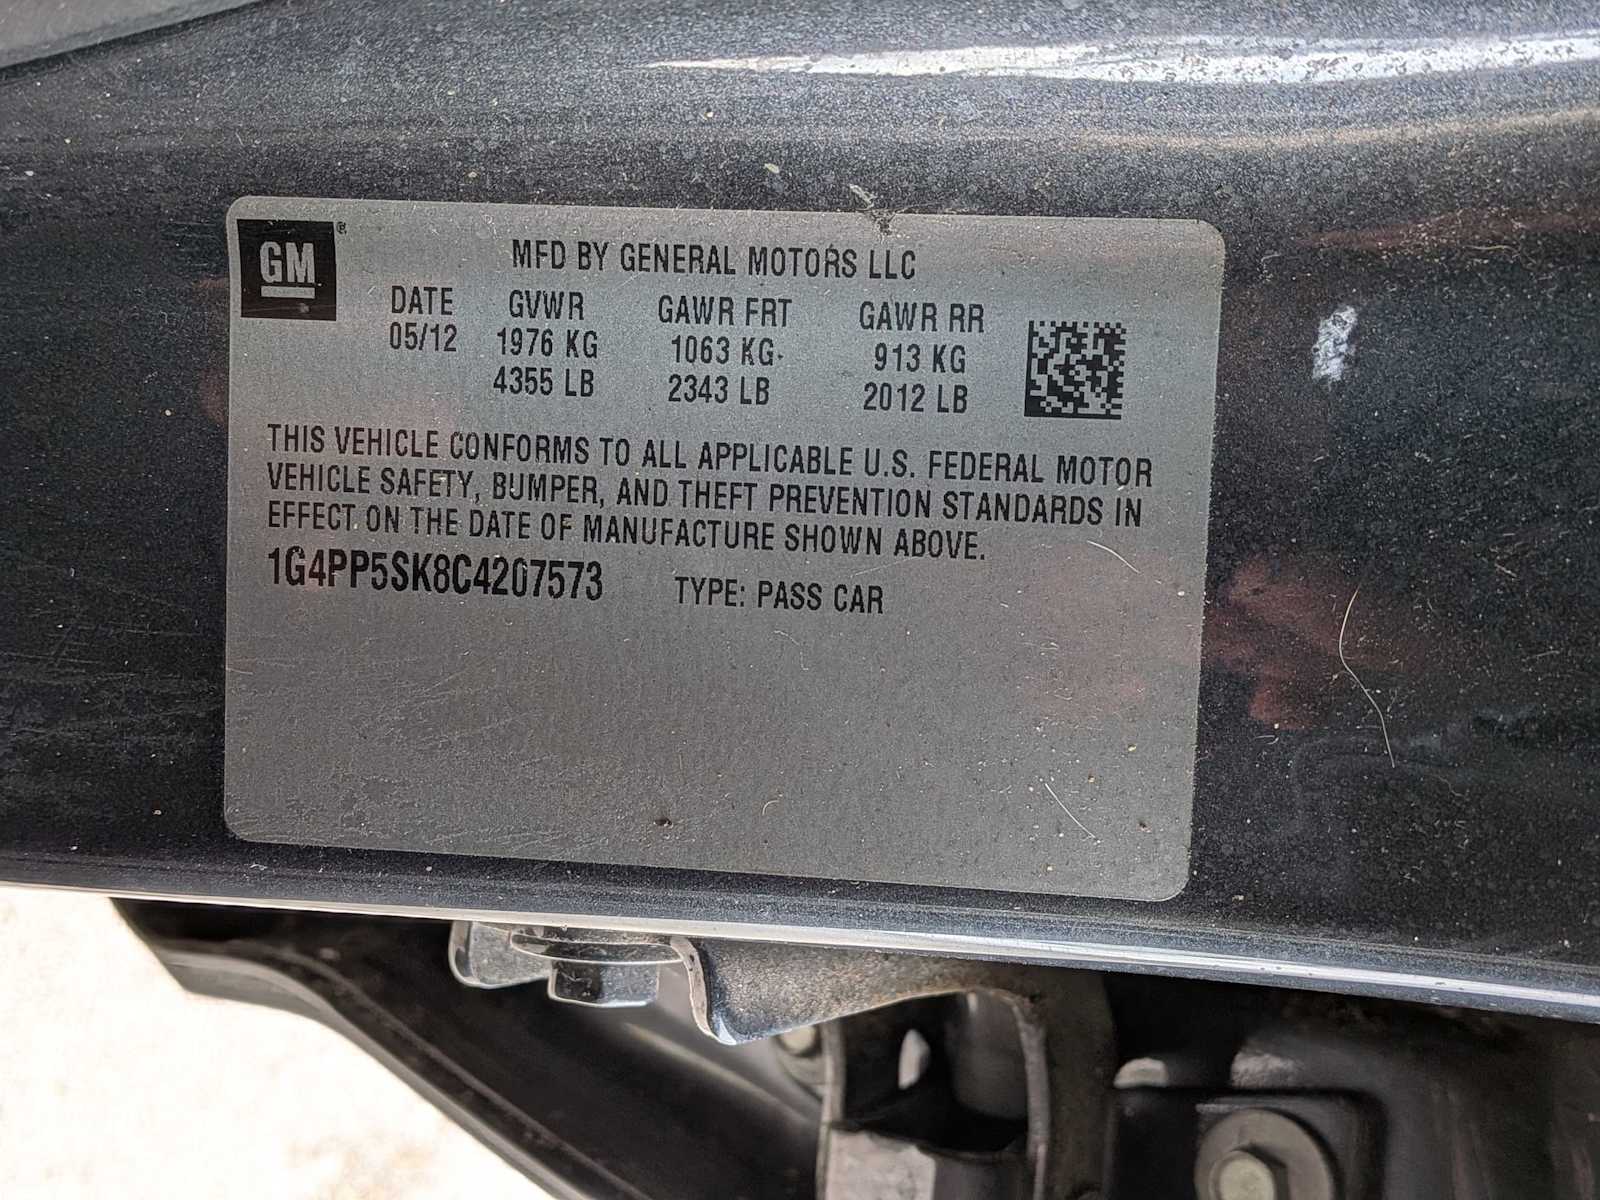 GM ®
MFD BY GENERAL MOTORS LLC
DATE GVWR GAWR FRT GAWR RR
05/12 1976 KG 1063 KG 913 KG
4355 LB 2343 LB 2012 LB
THIS VEHICLE CONFORMS TO ALL APPLICABLE U.S. FEDERAL MOTOR
VEHICLE SAFETY, BUMPER, AND THEFT PREVENTION STANDARDS IN
EFFECT ON THE DATE OF MANUFACTURE SHOWN ABOVE.
1G4PP5SK8C4207573 TYPE: PASS CAR